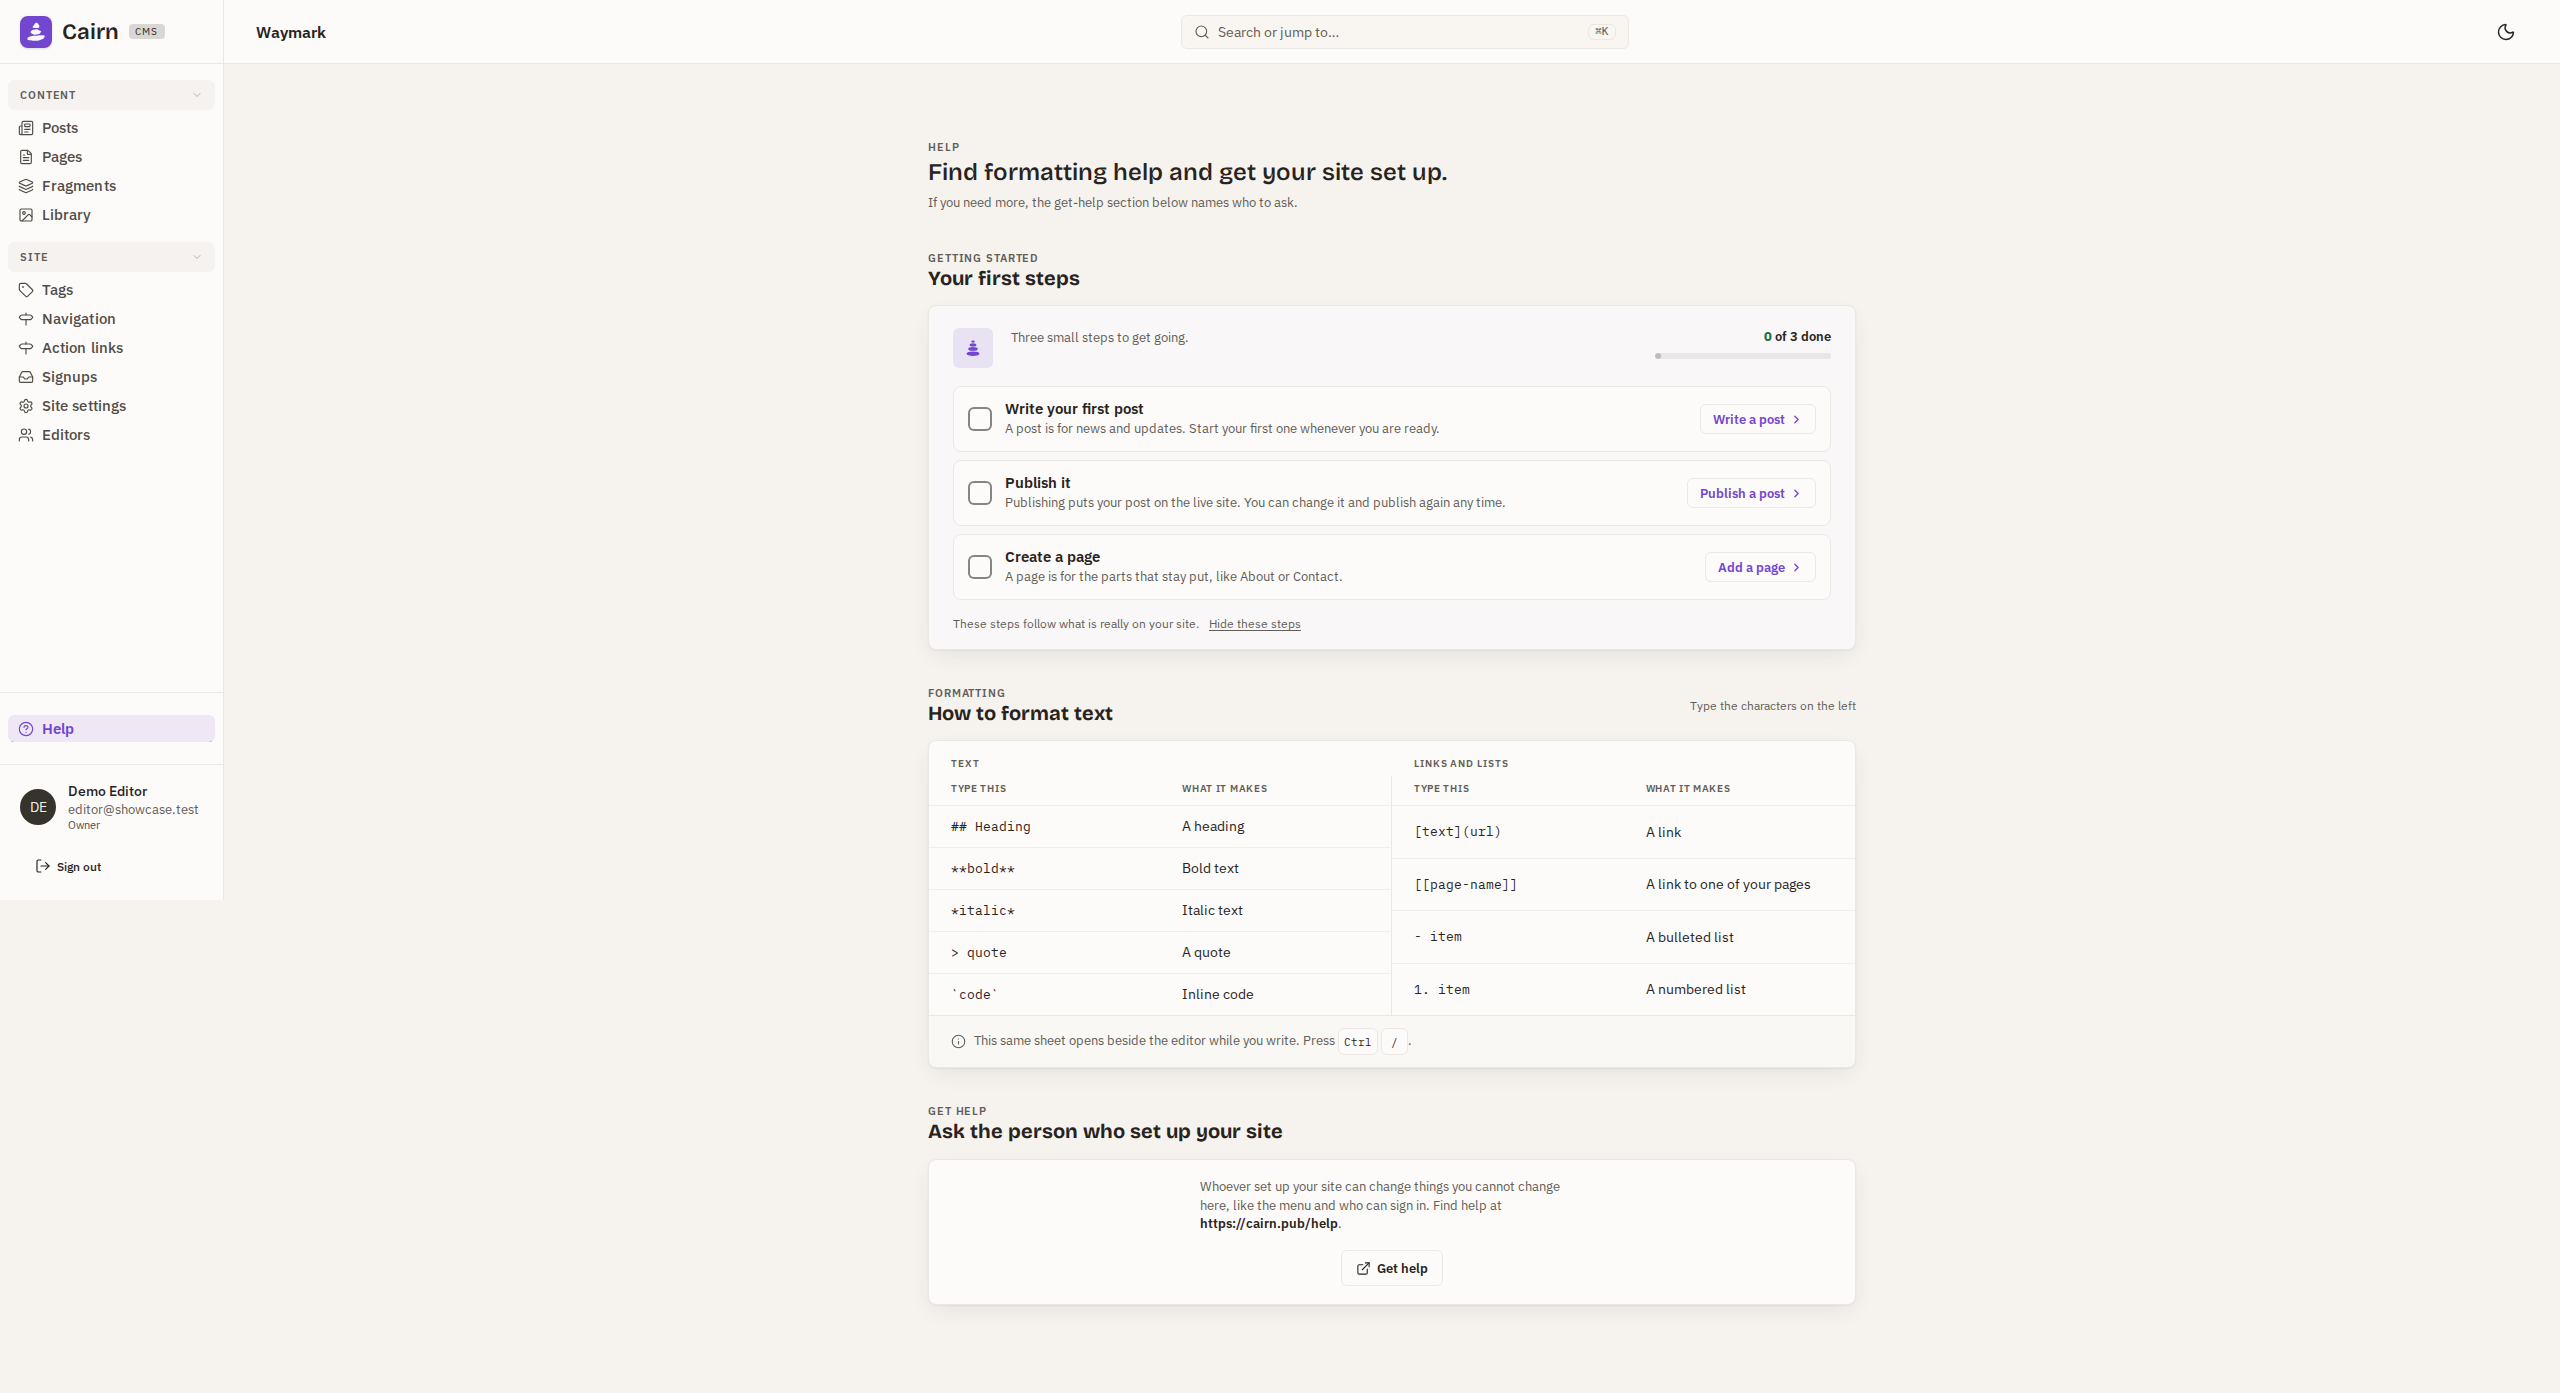 Cairn CMS
Waymark
Search or jump to...
⌘K
CONTENT
Posts
Pages
Fragments
Library
SITE
Tags
Navigation
Action links
Signups
Site settings
Editors
Help
Demo Editor
editor@showcase.test
Owner
DE
Sign out
HELP
Find formatting help and get your site set up.
If you need more, the get-help section below names who to ask.
GETTING STARTED
Your first steps
Three small steps to get going.
0 of 3 done
Write your first post
A post is for news and updates. Start your first one whenever you are ready.
Write a post
Publish it
Publishing puts your post on the live site. You can change it and publish again any time.
Publish a post
Create a page
A page is for the parts that stay put, like About or Contact.
Add a page
These steps follow what is really on your site. Hide these steps
FORMATTING
How to format text
Type the characters on the left
TEXT
TYPE THIS WHAT IT MAKES
## Heading A heading
**bold** Bold text
*italic* Italic text
> quote A quote
`code` Inline code
LINKS AND LISTS
TYPE THIS WHAT IT MAKES
[text](url) A link
[[page-name]] A link to one of your pages
- item A bulleted list
1. item A numbered list
This same sheet opens beside the editor while you write. Press Ctrl / .
GET HELP
Ask the person who set up your site
Whoever set up your site can change things you cannot change
here, like the menu and who can sign in. Find help at
https://cairn.pub/help.
Get help